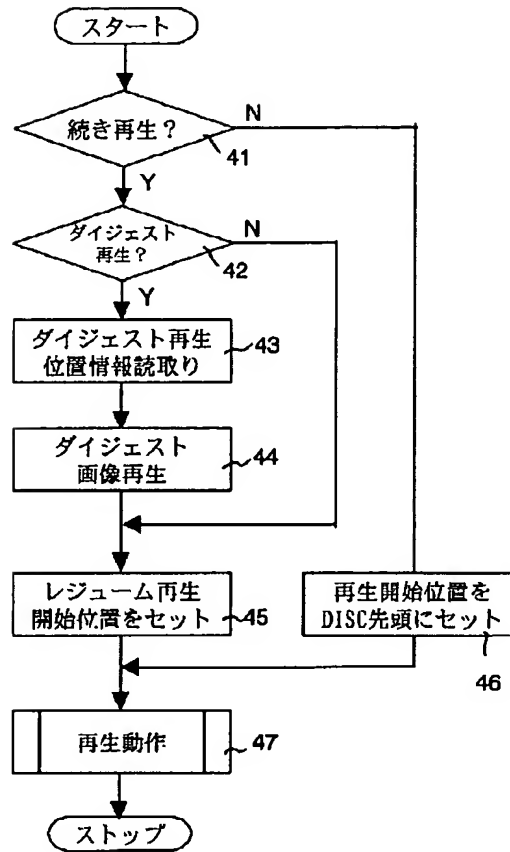 スタート
続き再生?
N
41
Y
ダイジェスト
再生?
N
42
Y
ダイジェスト再生
位置情報読取り
43
ダイジェスト
画像再生
44
レジューム再生
開始位置をセット
45
再生開始位置を
DISC先頭にセット
46
再生動作
47
ストップ